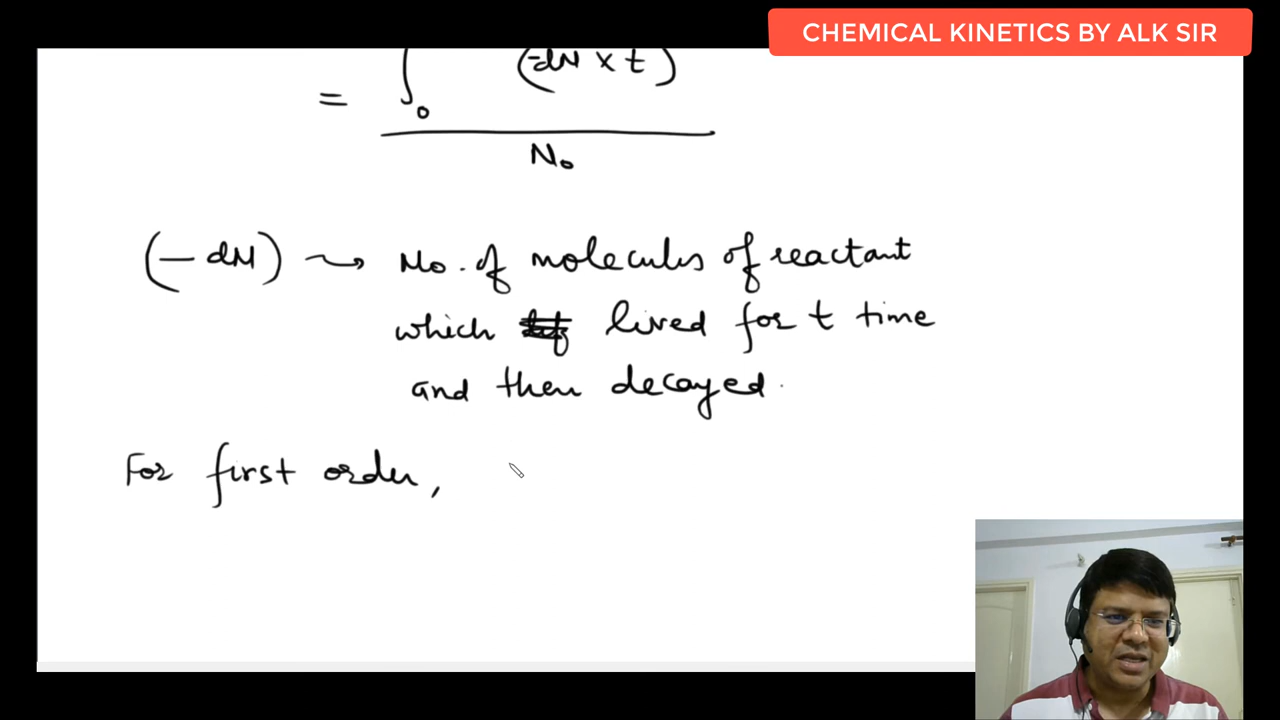 CHEMICAL KINETICS BY ALK SIR
∫₀ (-dN × t)
=
N₀
(- dN) ⇝ No. of molecules of reactant
which lived for t time
and then decayed.
For first order,